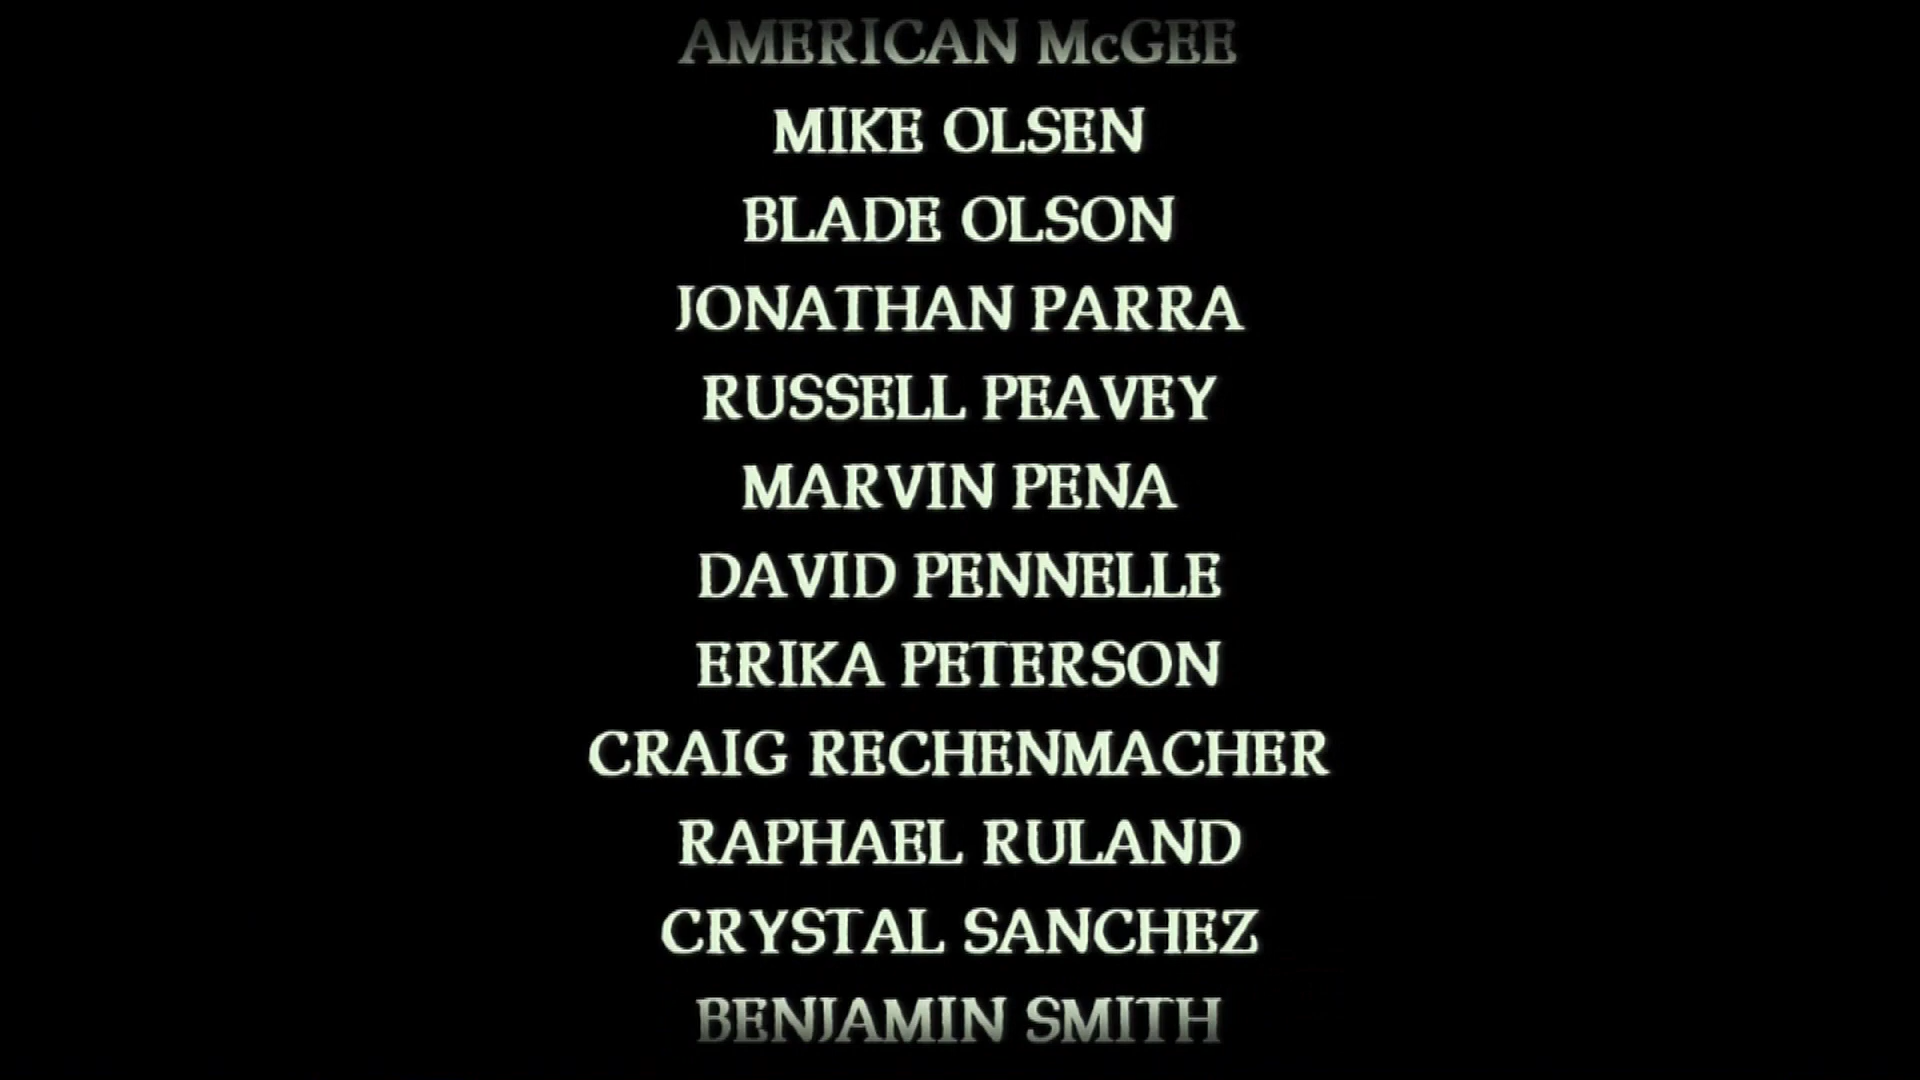 AMERICAN McGEE
MIKE OLSEN
BLADE OLSON
JONATHAN PARRA
RUSSELL PEAVEY
MARVIN PENA
DAVID PENNELLE
ERIKA PETERSON
CRAIG RECHENMACHER
RAPHAEL RULAND
CRYSTAL SANCHEZ
BENJAMIN SMITH